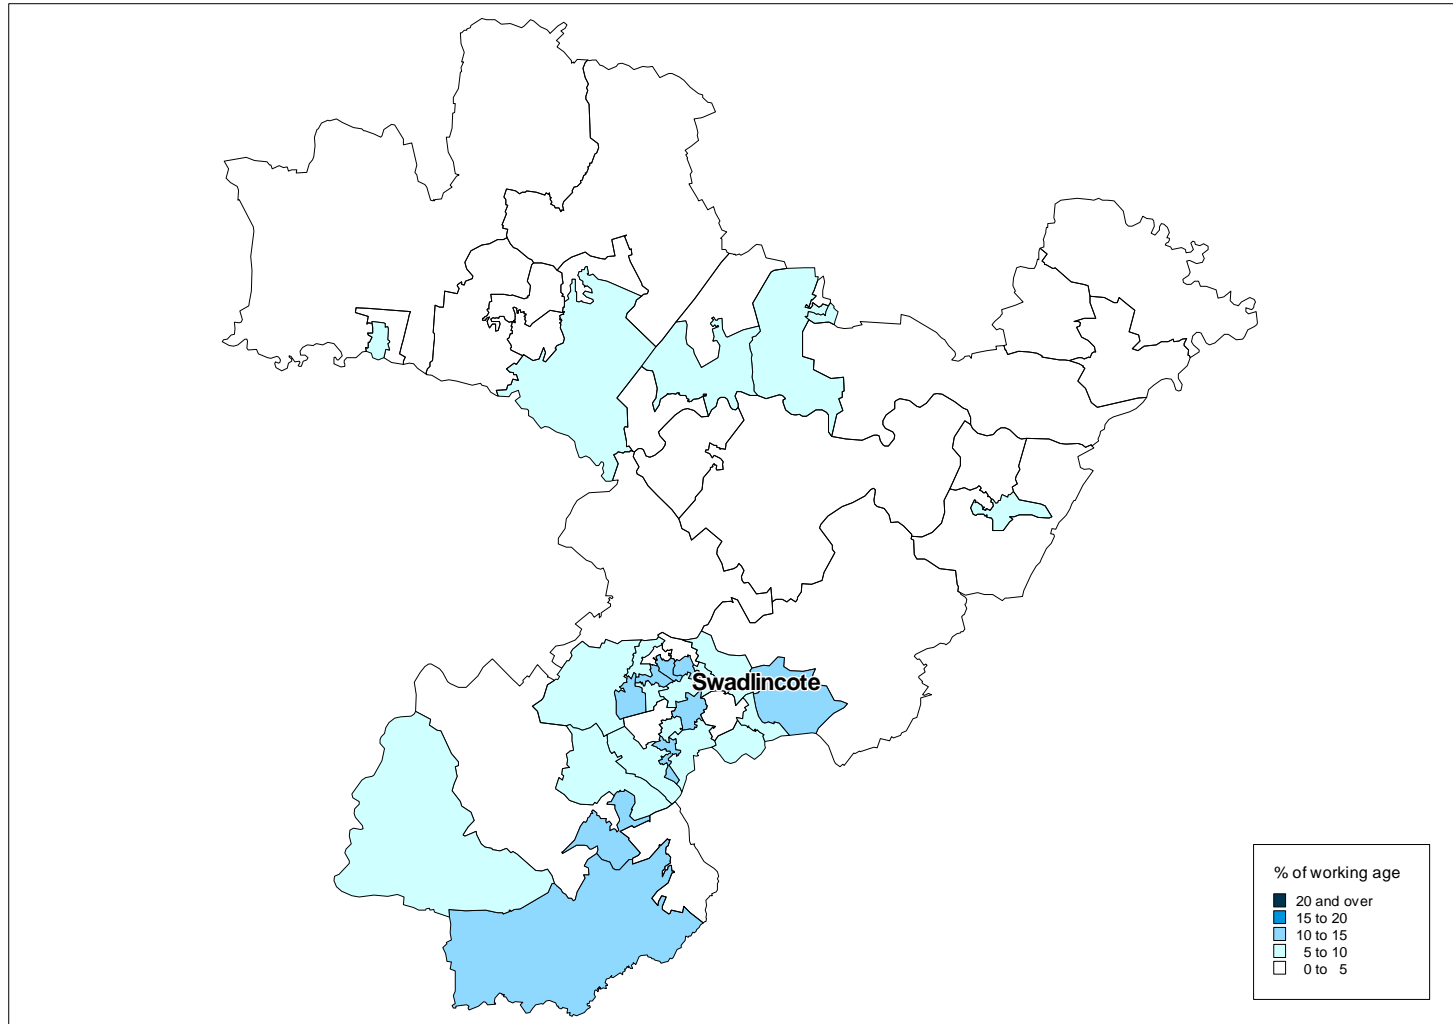 Swadlincote
% of working age
20 and over
15 to 20
10 to 15
5 to 10
0 to 5